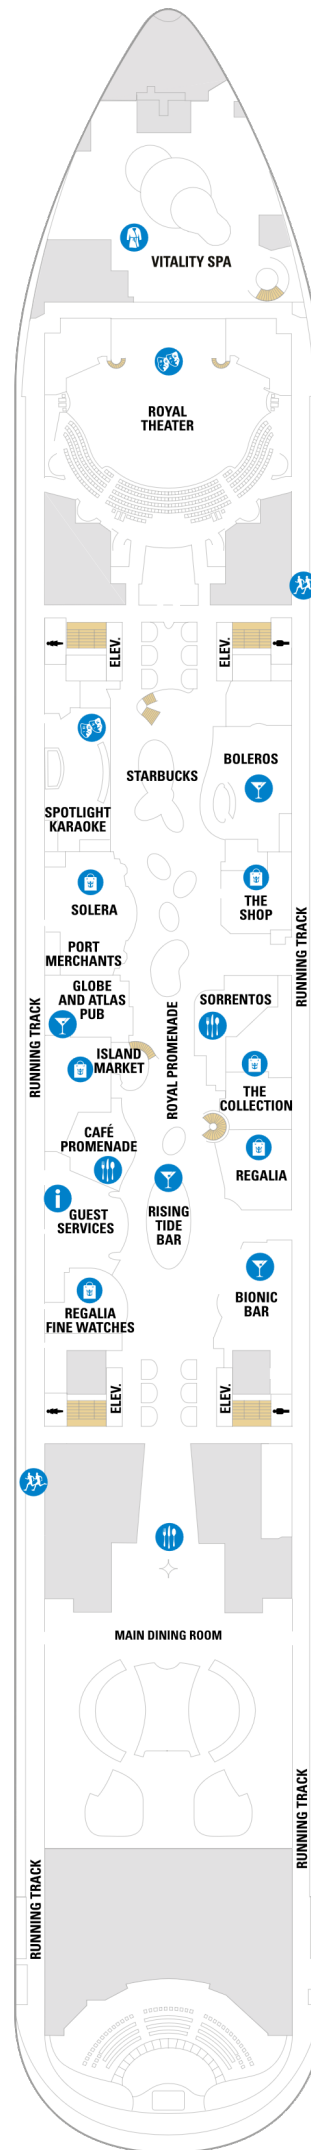 VITALITY SPA
ROYAL
THEATER
ELEV.
ELEV.
STARBUCKS
BOLEROS
SPOTLIGHT
KARAOKE
SOLERA
THE
SHOP
PORT
MERCHANTS
RUNNING TRACK
GLOBE
AND ATLAS
PUB
SORRENTOS
RUNNING TRACK
ROYAL PROMENADE
ISLAND
MARKET
THE
COLLECTION
CAFÉ
PROMENADE
REGALIA
GUEST
SERVICES
RISING
TIDE
BAR
BIONIC
BAR
REGALIA
FINE WATCHES
ELEV.
ELEV.
MAIN DINING ROOM
RUNNING TRACK
RUNNING TRACK